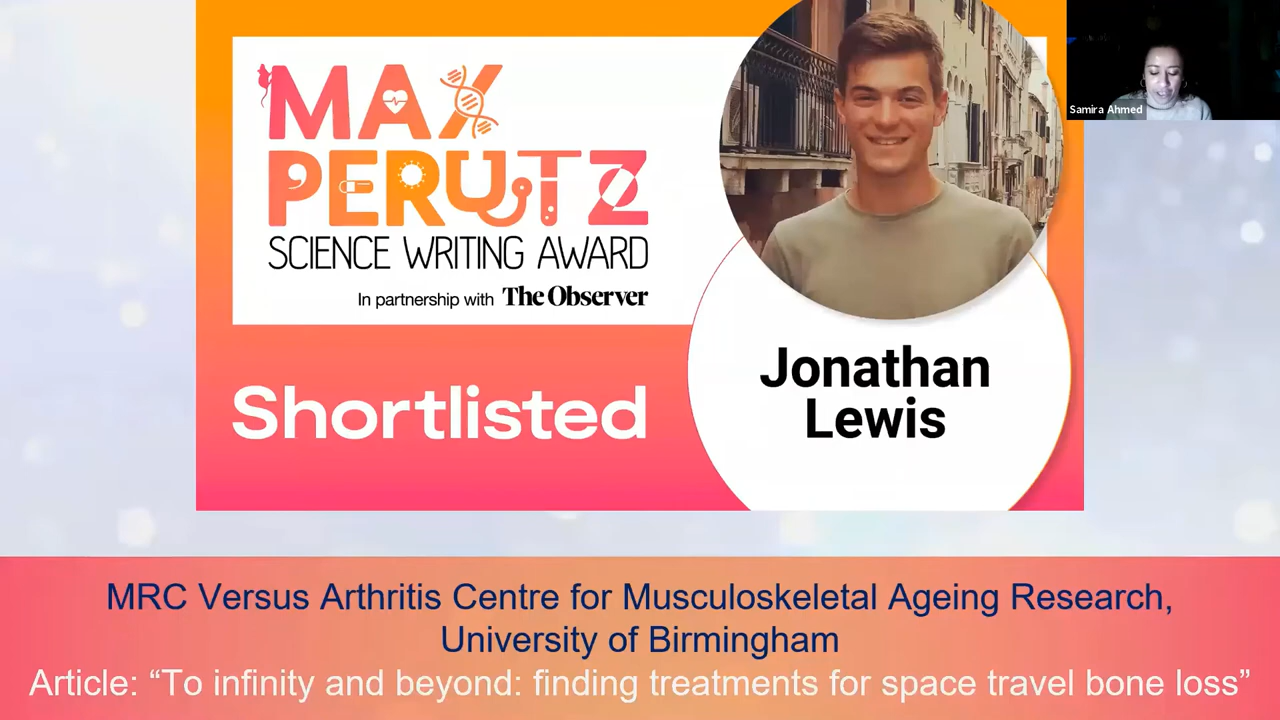 MAX
PERUTZ
SCIENCE WRITING AWARD
In partnership with The Observer
Shortlisted
Jonathan
Lewis
Samira Ahmed
MRC Versus Arthritis Centre for Musculoskeletal Ageing Research,
University of Birmingham
Article: “To infinity and beyond: finding treatments for space travel bone loss”